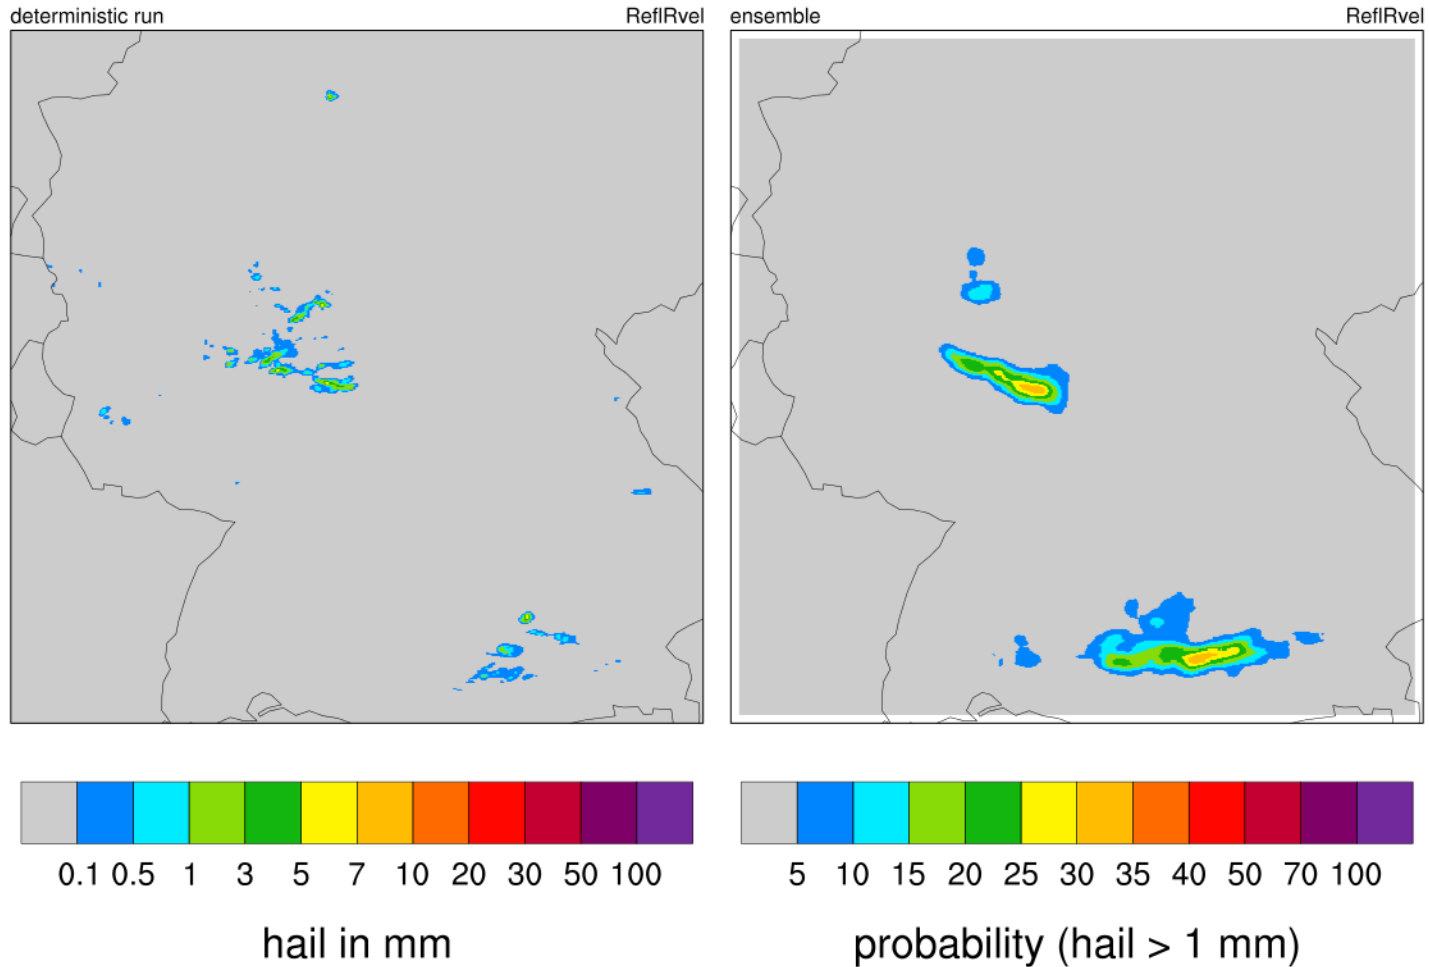 deterministic run ReflRvel
ensemble ReflRvel
0.1 0.5 1 3 5 7 10 20 30 50 100
5 10 15 20 25 30 35 40 50 70 100
hail in mm
probability (hail > 1 mm)